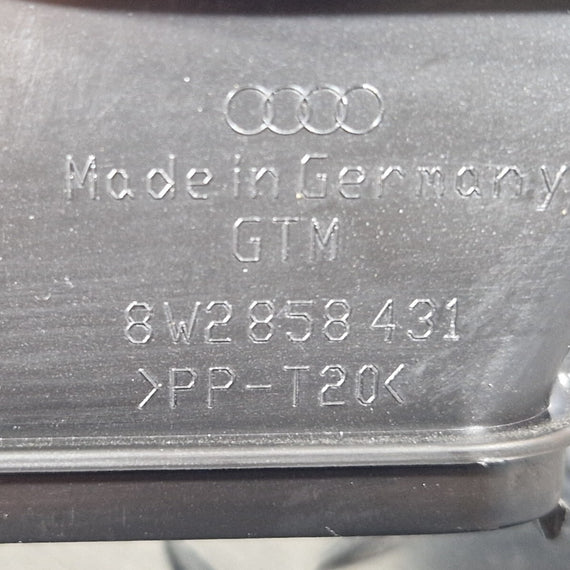 Made in Germany
GTM
8W2 858 431
>PP-T20<